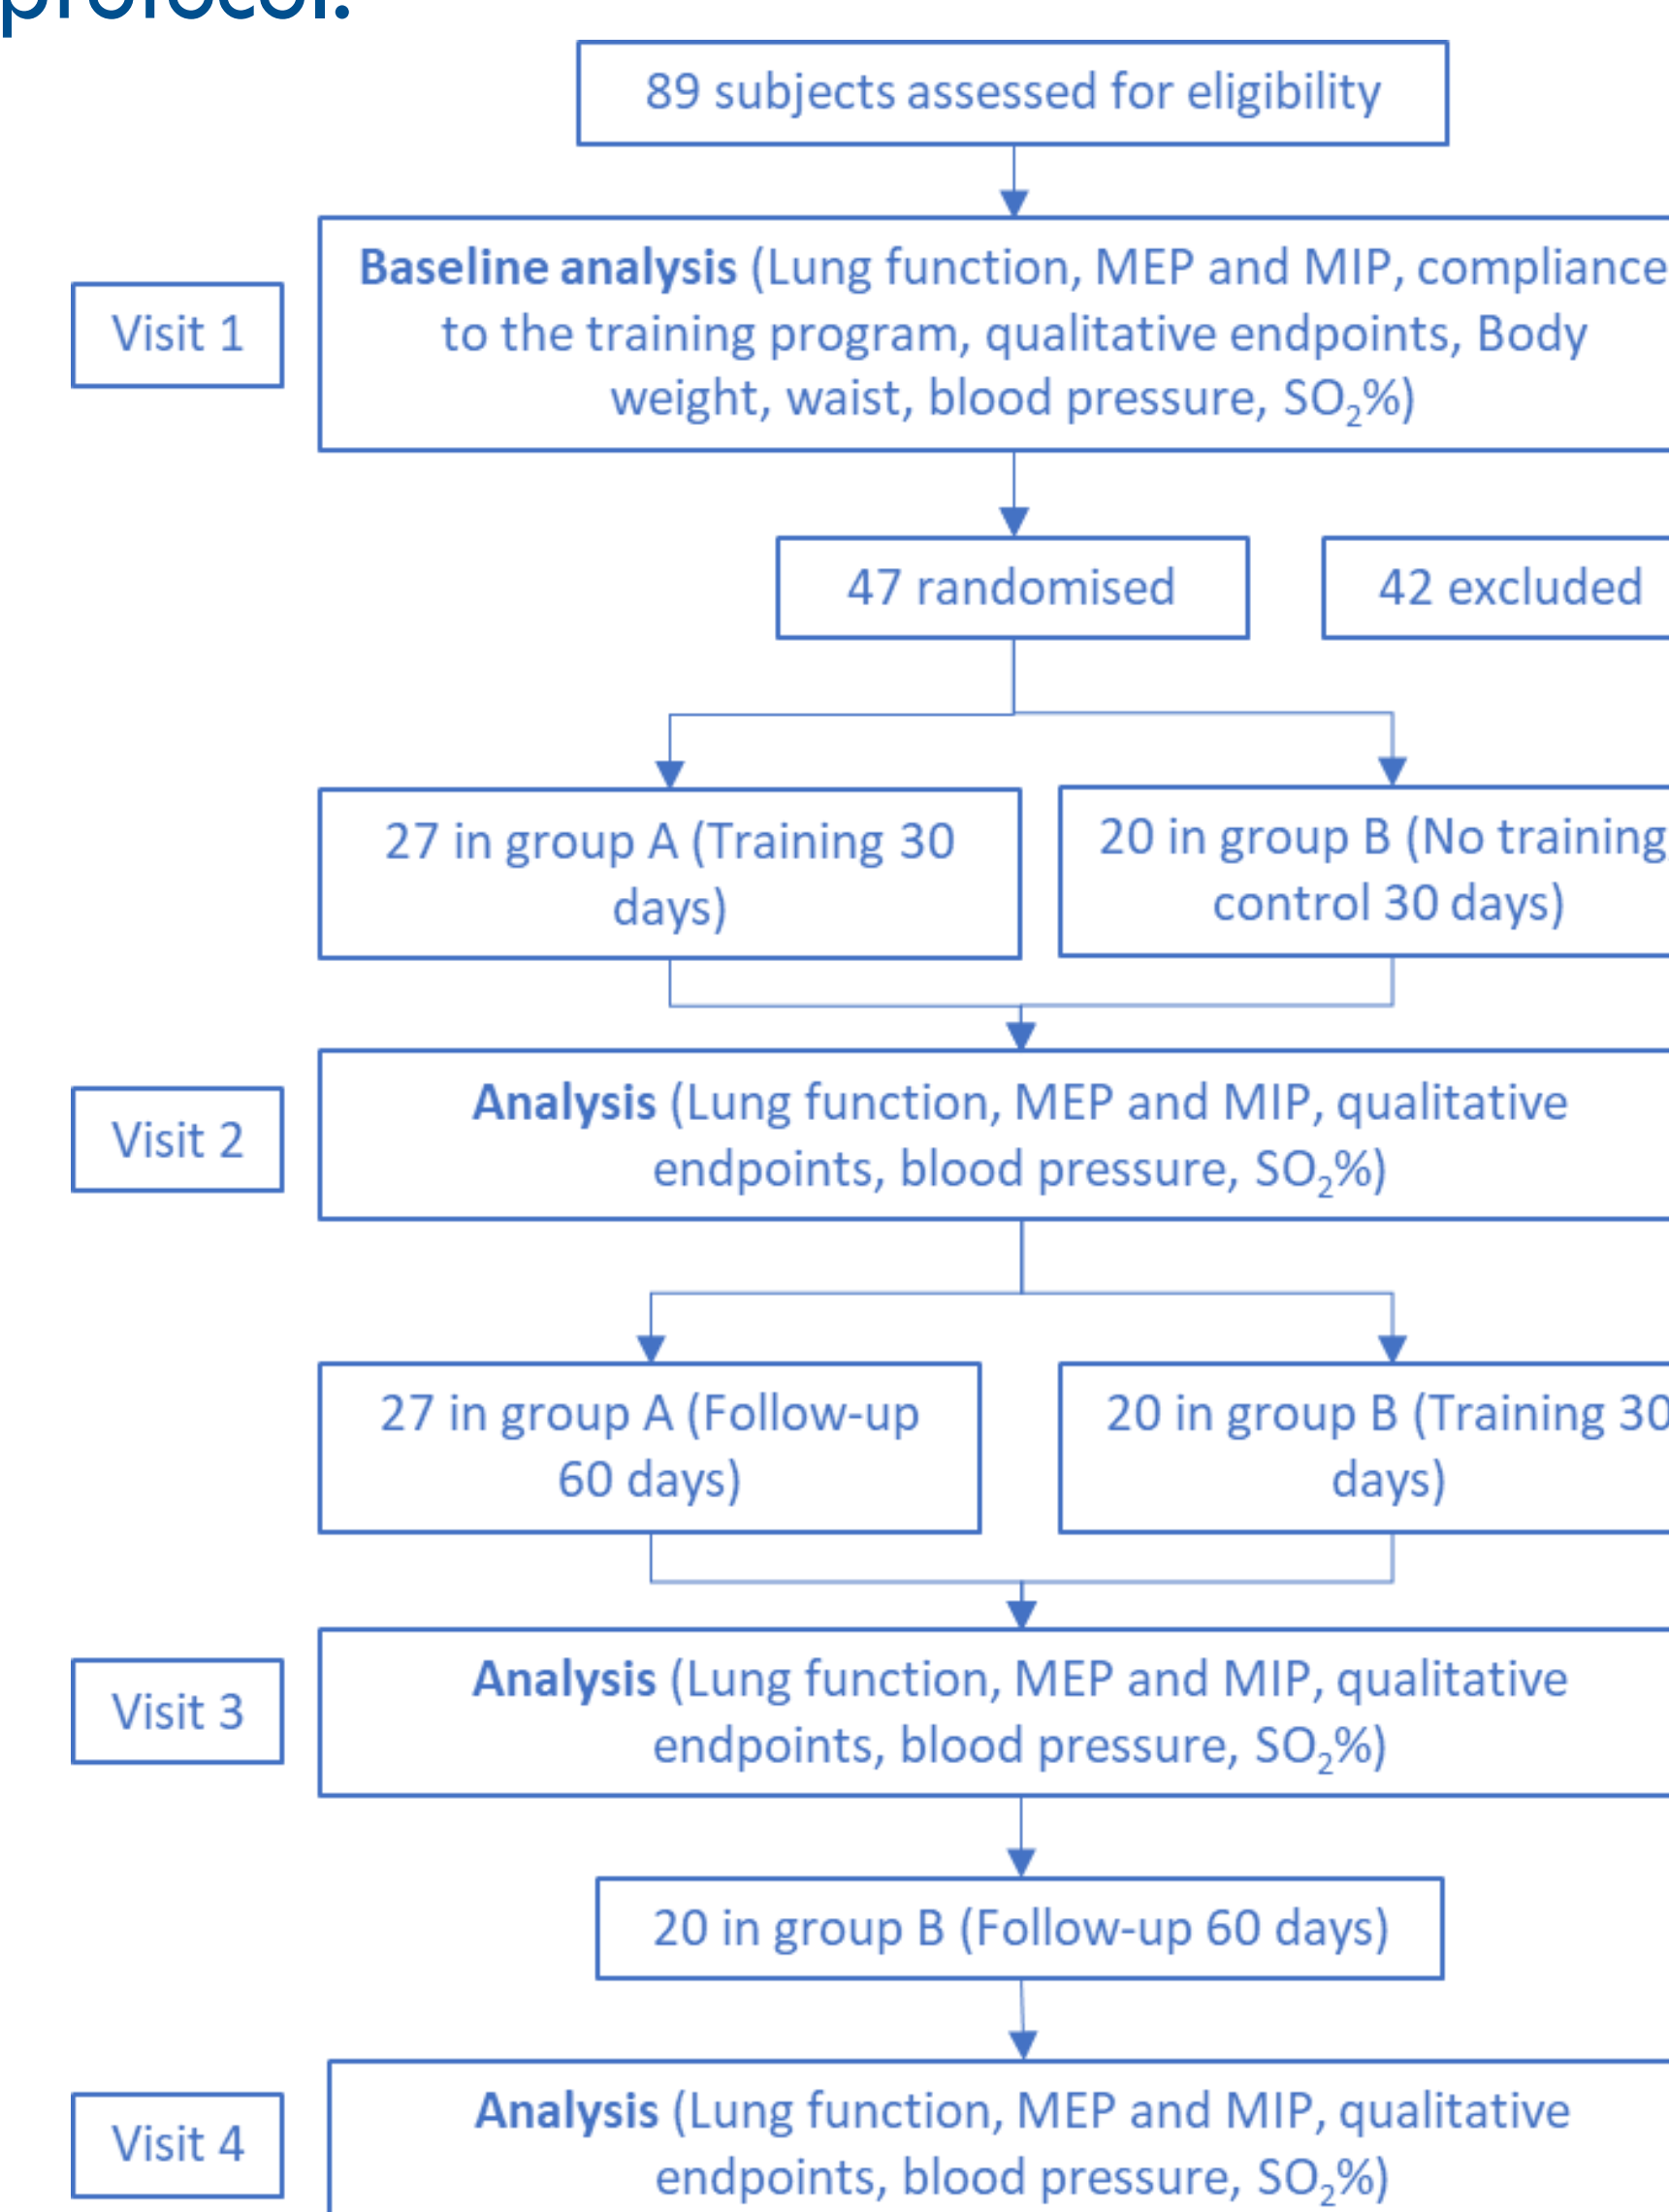 protocol.
89 subjects assessed for eligibility
Visit 1
Baseline analysis (Lung function, MEP and MIP, compliance
to the training program, qualitative endpoints, Body
weight, waist, blood pressure, SO₂%)
47 randomised
42 excluded
27 in group A (Training 30
days)
20 in group B (No training
control 30 days)
Visit 2
Analysis (Lung function, MEP and MIP, qualitative
endpoints, blood pressure, SO₂%)
27 in group A (Follow-up
60 days)
20 in group B (Training 30
days)
Visit 3
Analysis (Lung function, MEP and MIP, qualitative
endpoints, blood pressure, SO₂%)
20 in group B (Follow-up 60 days)
Visit 4
Analysis (Lung function, MEP and MIP, qualitative
endpoints, blood pressure, SO₂%)